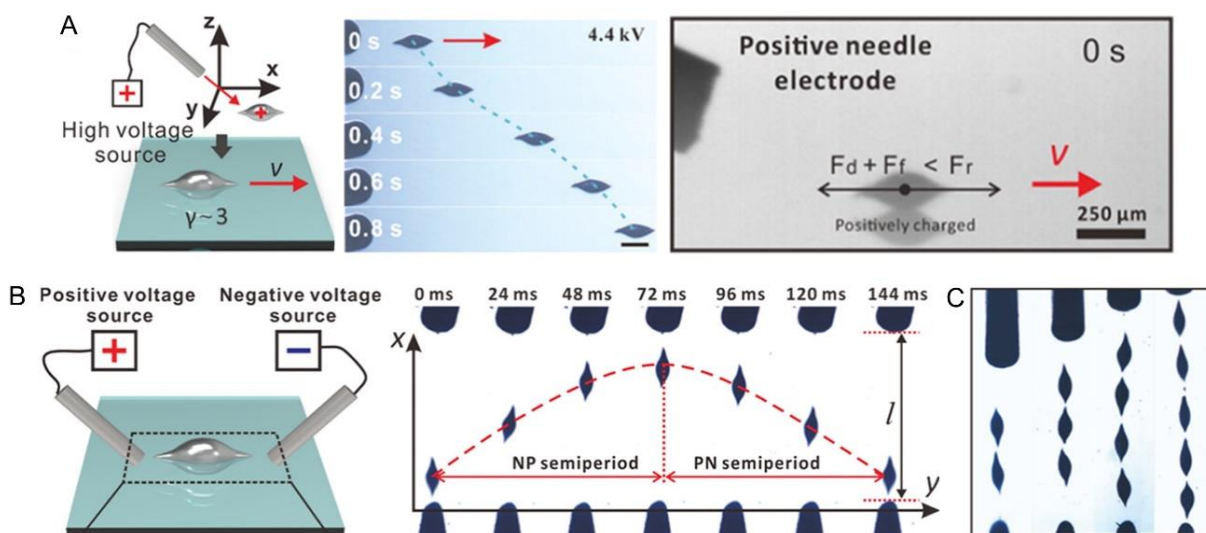 A
z
x
y
+
+
High voltage
source
v
γ~3
0 s
4.4 kV
0.2 s
0.4 s
0.6 s
0.8 s
Positive needle
electrode
0 s
Fd + Ff < Fr
v
Positively charged
250 μm
B
Positive voltage
source
Negative voltage
source
+
−
0 ms 24 ms 48 ms 72 ms 96 ms 120 ms 144 ms
x
l
NP semiperiod
PN semiperiod
y
C